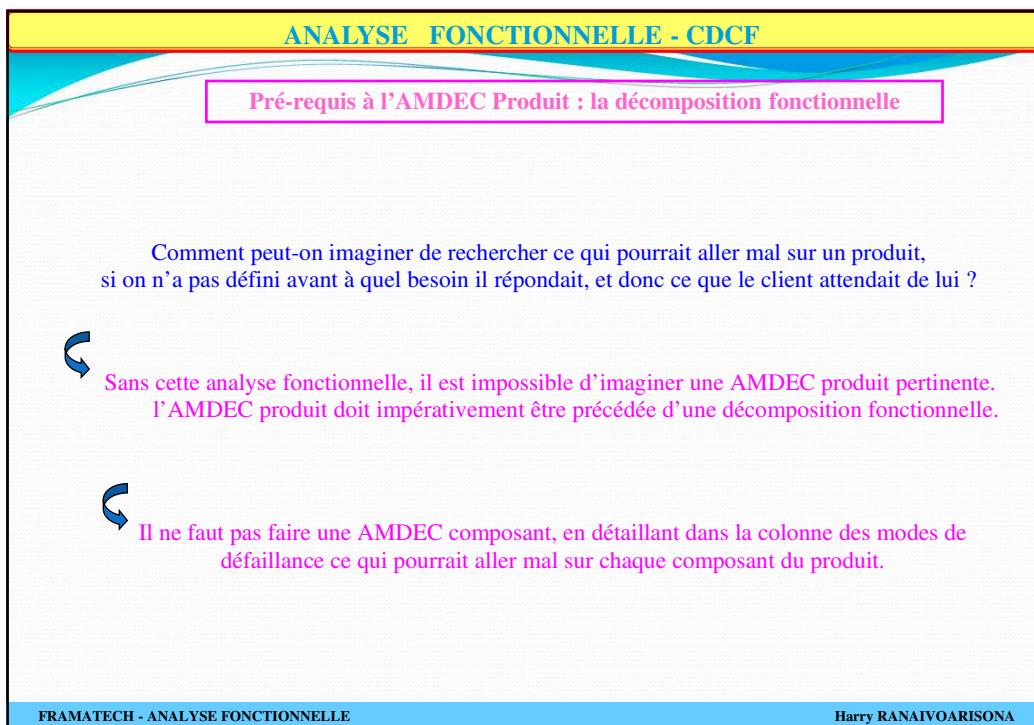 ANALYSE FONCTIONNELLE - CDCF
Pré-requis à l'AMDEC Produit : la décomposition fonctionnelle
Comment peut-on imaginer de rechercher ce qui pourrait aller mal sur un produit,
si on n'a pas défini avant à quel besoin il répondait, et donc ce que le client attendait de lui ?
Sans cette analyse fonctionnelle, il est impossible d'imaginer une AMDEC produit pertinente.
l'AMDEC produit doit impérativement être précédée d'une décomposition fonctionnelle.
Il ne faut pas faire une AMDEC composant, en détaillant dans la colonne des modes de
défaillance ce qui pourrait aller mal sur chaque composant du produit.
FRAMATECH - ANALYSE FONCTIONNELLE Harry RANAIVOARISONA